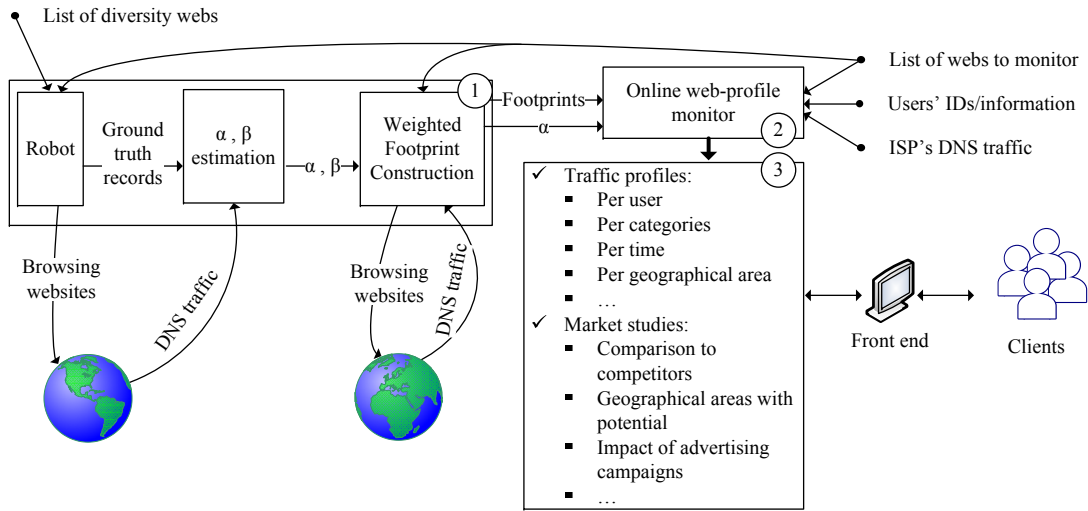 List of diversity webs
List of webs to monitor
Users' IDs/information
ISP's DNS traffic
1
Robot
Ground
truth
records
α , β
estimation
α , β
Weighted
Footprint
Construction
Footprints
α
Online web-profile
monitor
2
3
✓ Traffic profiles:
▪ Per user
▪ Per categories
▪ Per time
▪ Per geographical area
▪ …
✓ Market studies:
▪ Comparison to
competitors
▪ Geographical areas with
potential
▪ Impact of advertising
campaigns
▪ …
Browsing
websites
DNS traffic
Browsing
websites
DNS traffic
Front end
Clients